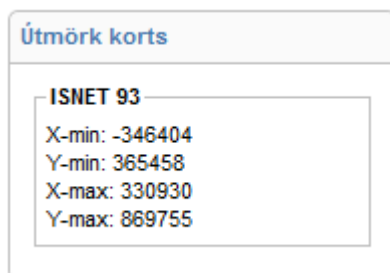 Útmörk korts
ISNET 93
X-min: -346404
Y-min: 365458
X-max: 330930
Y-max: 869755